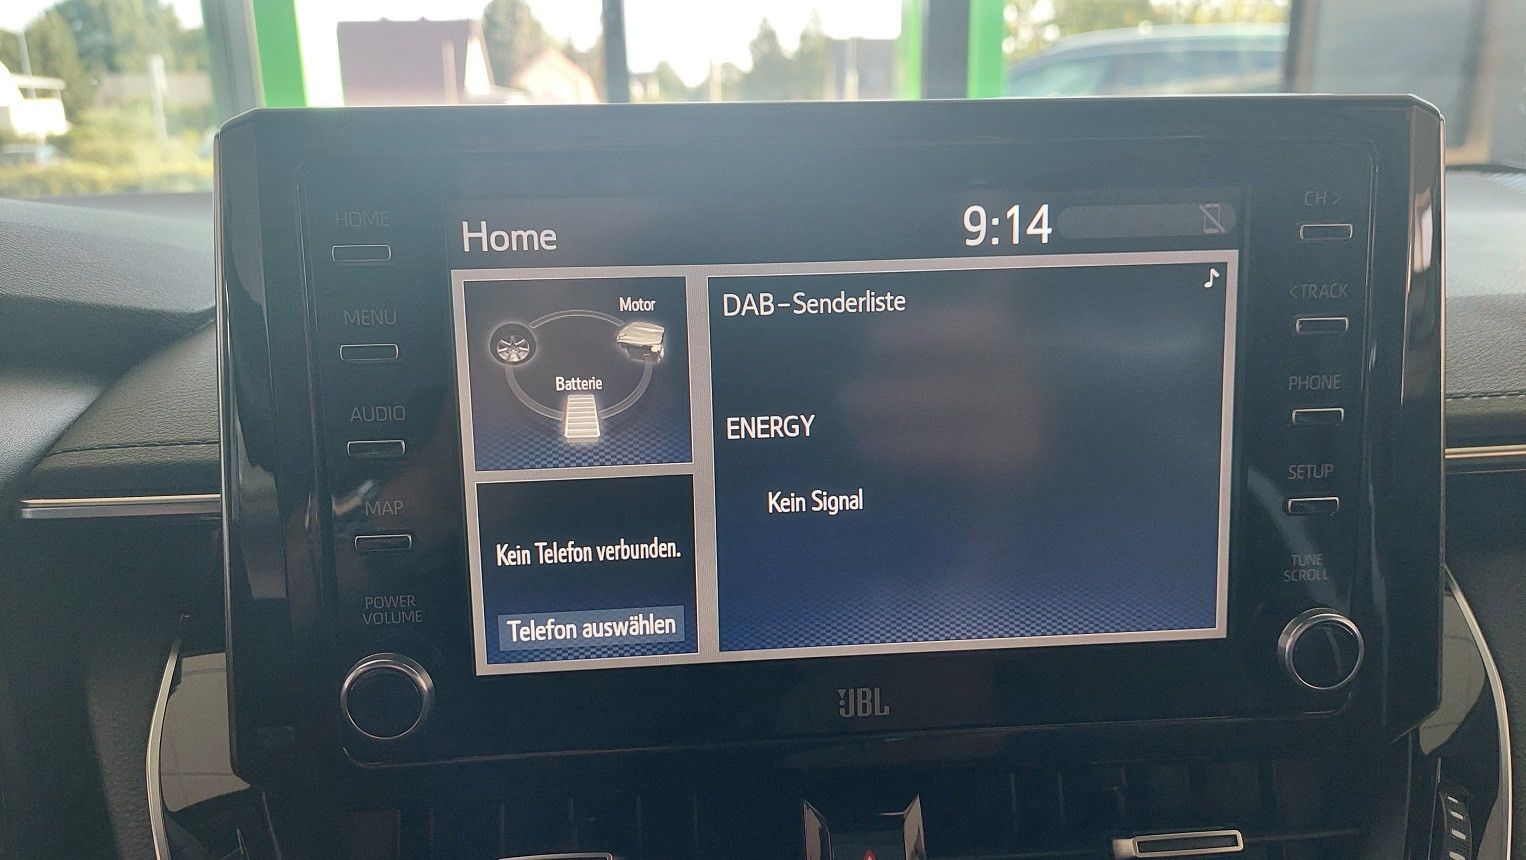 HOME
MENU
AUDIO
MAP
POWER
VOLUME
Home
9:14
Motor
Batterie
Kein Telefon verbunden.
Telefon auswählen
DAB-Senderliste
ENERGY
Kein Signal
JBL
CH >
<TRACK
PHONE
SETUP
TUNE
SCROLL